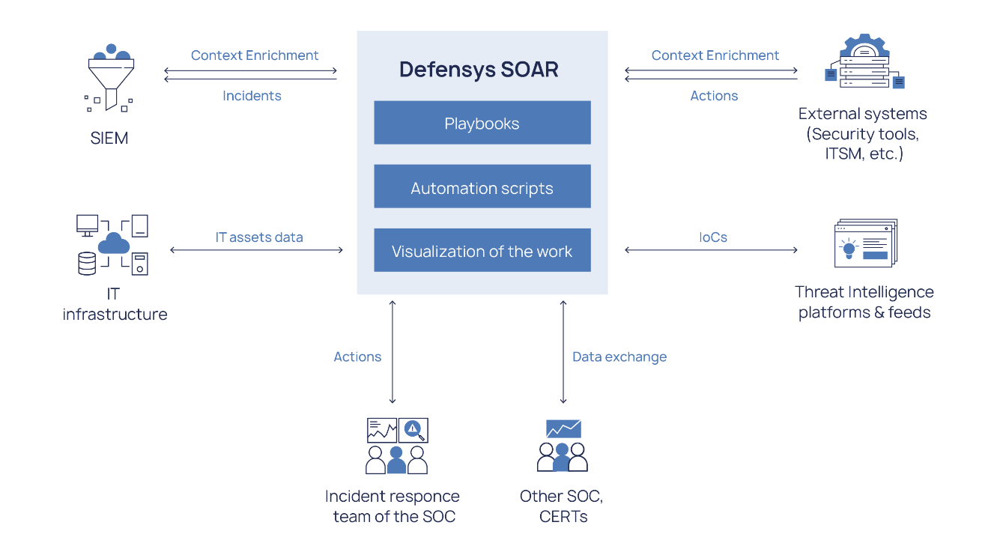 Context Enrichment
Incidents
SIEM
Defensys SOAR
Playbooks
Automation scripts
Visualization of the work
Context Enrichment
Actions
External systems
(Security tools,
ITSM, etc.)
IT assets data
IT
infrastructure
IoCs
Threat Intelligence
platforms & feeds
Actions
Data exchange
Incident responce
team of the SOC
Other SOC,
CERTs